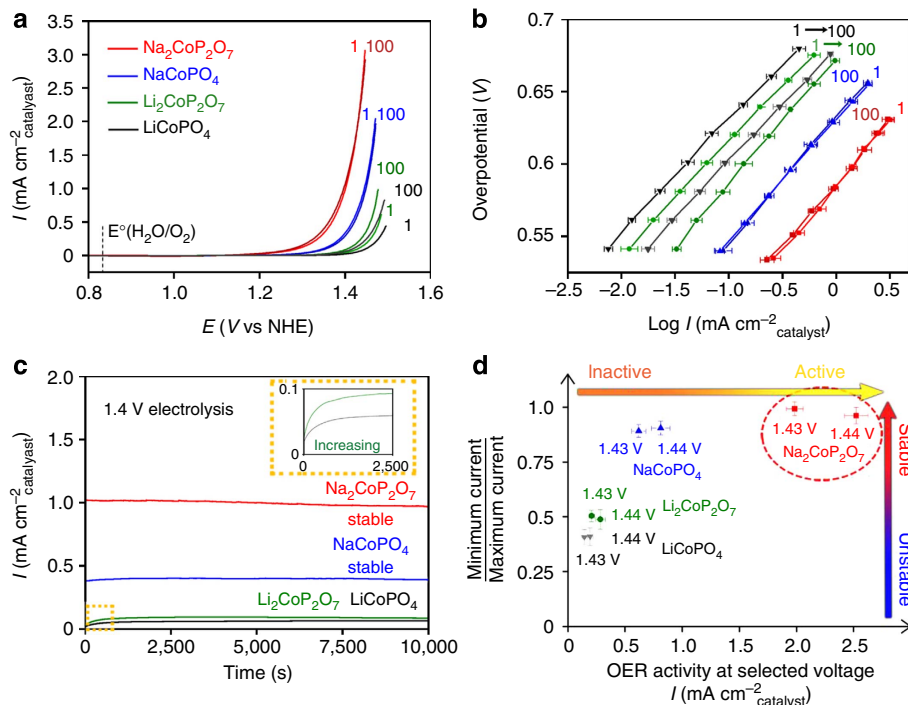 a
I (mA cm⁻²catalyast)
3.5
3.0
2.5
2.0
1.5
1.0
0.5
0
Na₂CoP₂O₇
NaCoPO₄
Li₂CoP₂O₇
LiCoPO₄
1 100
1 100
100
100
1
1
E°(H₂O/O₂)
0.8 1.0 1.2 1.4 1.6
E (V vs NHE)
b
Overpotential (V)
0.7
0.65
0.6
0.55
1 100
1 100
100 1
100 1
−2.5 −2.0 −1.5 −1.0 −0.5 0 0.5
Log I (mA cm⁻²catalyst)
c
I (mA cm⁻²catalyast)
2.0
1.5
1.0
0.5
0
1.4 V electrolysis
0.1
0
Increasing
0 2,500
Na₂CoP₂O₇
stable
NaCoPO₄
stable
Li₂CoP₂O₇ LiCoPO₄
0 2,500 5,000 7,500 10,000
Time (s)
d
Minimum current
Maximum current
Inactive Active
1.0
0.75
0.5
0.25
0
1.43 V 1.44 V
Na₂CoP₂O₇
1.43 V 1.44 V
NaCoPO₄
1.43 V
1.44 V Li₂CoP₂O₇
1.44 V LiCoPO₄
1.43 V
Stable
Unstable
0 0.5 1.0 1.5 2.0 2.5
OER activity at selected voltage
I (mA cm⁻²catalyst)